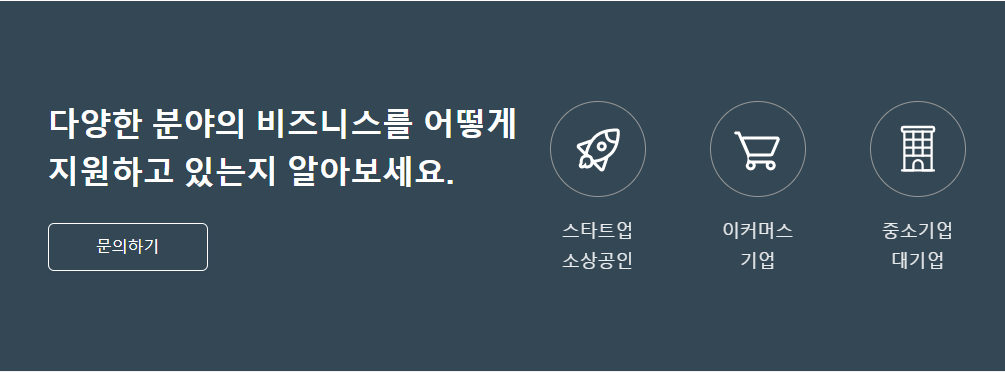 다양한 분야의 비즈니스를 어떻게
지원하고 있는지 알아보세요.
문의하기
스타트업
소상공인
이커머스
기업
중소기업
대기업